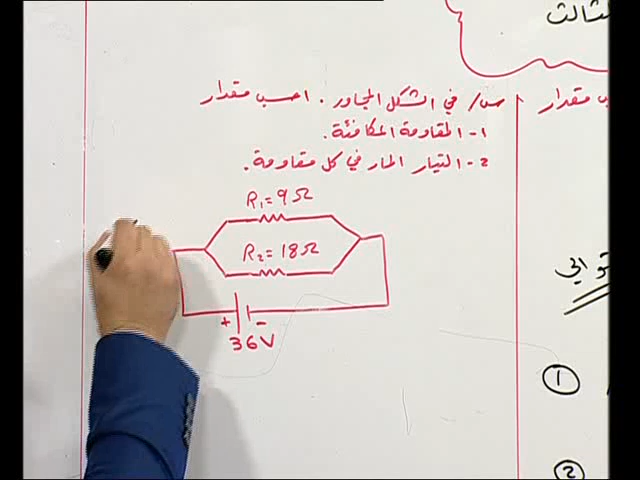 الثالث
س/ في الشكل المجاور . احسب مقدار
١- المقاومة المكافئة.
٢- التيار المار في كل مقاومة.
R₁=9Ω
R₂=18Ω
+ -
36V
مقدار
1
2